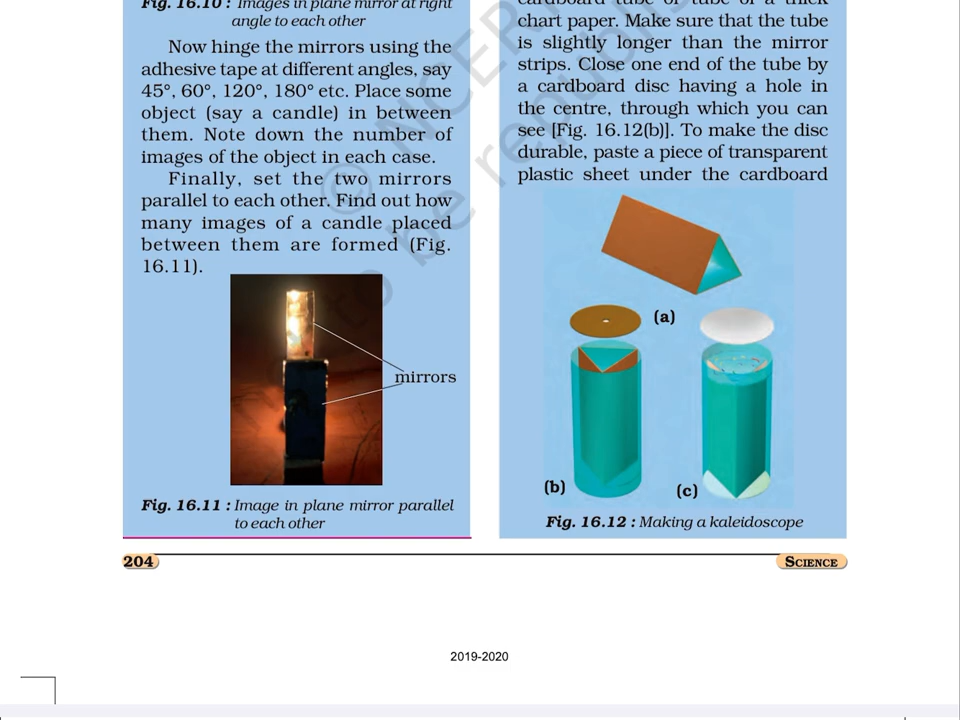 Fig. 16.10 : Images in plane mirror at right
angle to each other
Now hinge the mirrors using the
adhesive tape at different angles, say
45°, 60°, 120°, 180° etc. Place some
object (say a candle) in between
them. Note down the number of
images of the object in each case.
Finally, set the two mirrors
parallel to each other. Find out how
many images of a candle placed
between them are formed (Fig.
16.11).
mirrors
Fig. 16.11 : Image in plane mirror parallel
to each other
cardboard tube or tube of a thick
chart paper. Make sure that the tube
is slightly longer than the mirror
strips. Close one end of the tube by
a cardboard disc having a hole in
the centre, through which you can
see [Fig. 16.12(b)]. To make the disc
durable, paste a piece of transparent
plastic sheet under the cardboard
(a)
(b)
(c)
Fig. 16.12 : Making a kaleidoscope
© NCERT
to be republi
204
SCIENCE
2019-2020